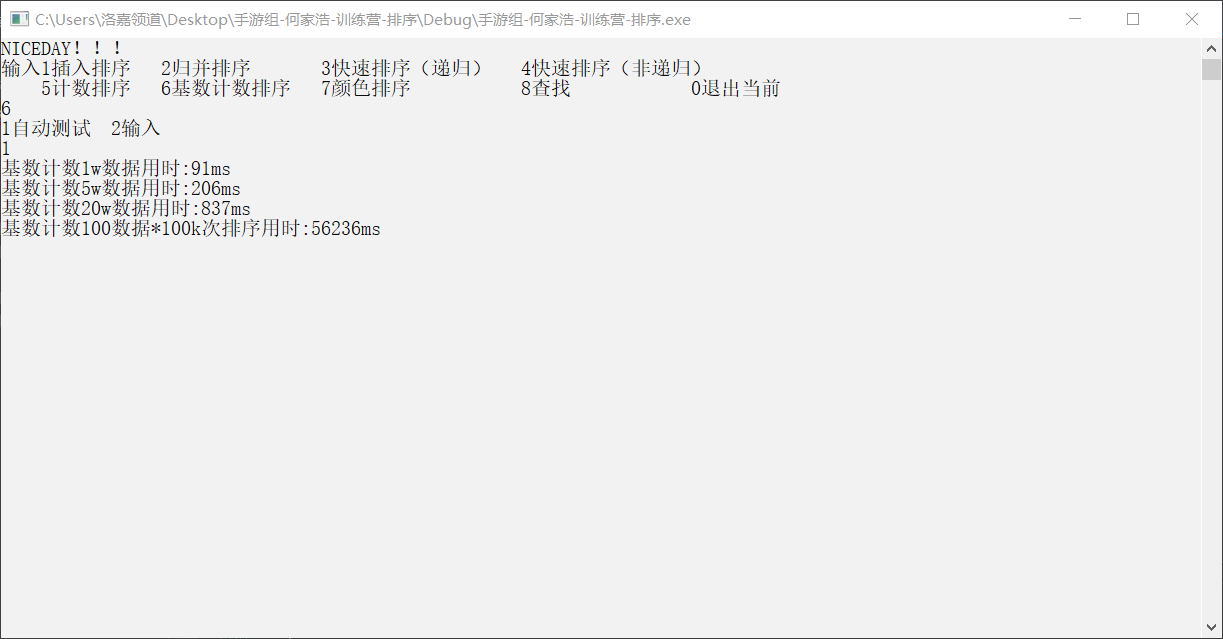 C:\Users\洛嘉领道\Desktop\手游组-何家浩-训练营-排序\Debug\手游组-何家浩-训练营-排序.exe
NICEDAY！！！
输入1插入排序   2归并排序       3快速排序（递归）   4快速排序（非递归）
    5计数排序   6基数计数排序   7颜色排序           8查找            0退出当前
6
1自动测试  2输入
1
基数计数1w数据用时:91ms
基数计数5w数据用时:206ms
基数计数20w数据用时:837ms
基数计数100数据*100k次排序用时:56236ms